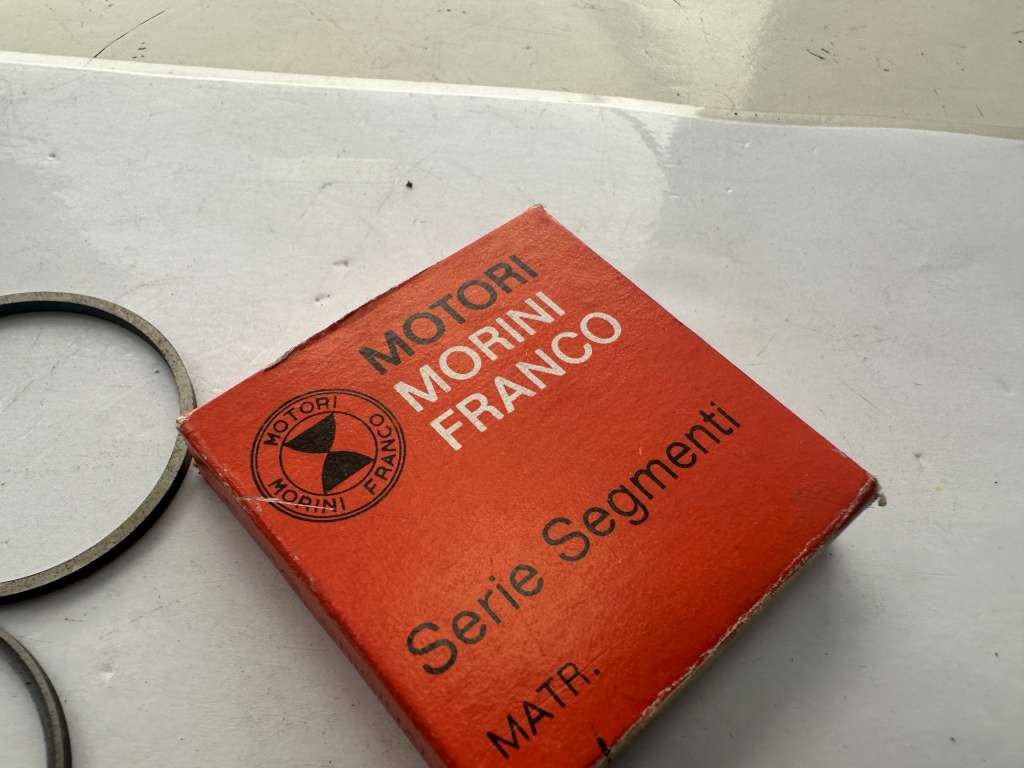 MOTORI
MORINI
FRANCO
MOTORI
MORINI FRANCO
Serie Segmenti
MATR.